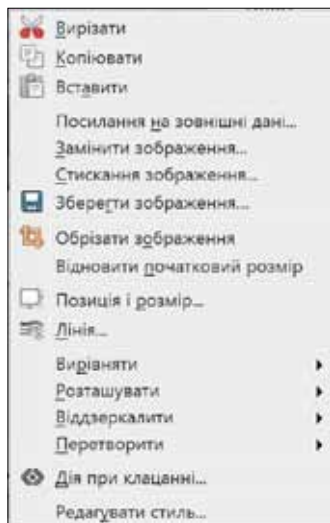 Вирізати
Копіювати
Вставити
Посилання на зовнішні дані...
Замінити зображення...
Стискання зображення...
Зберегти зображення...
Обрізати зображення
Відновити початковий розмір
Позиція і розмір...
Лінія...
Вирівняти
Розташувати
Віддзеркалити
Перетворити
Дія при клацанні...
Редагувати стиль...